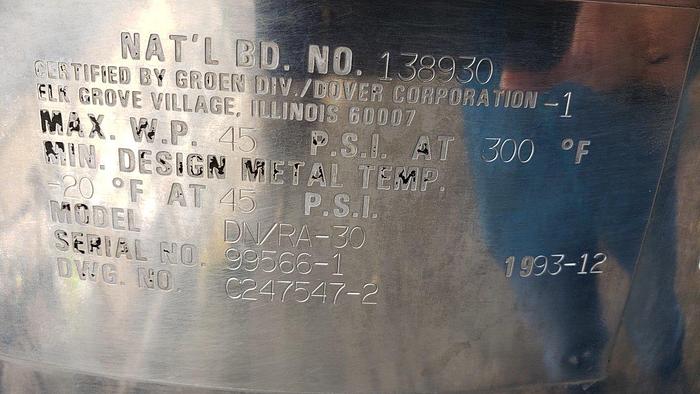 NAT'L BD. NO. 138930
CERTIFIED BY GROEN DIV./DOVER CORPORATION -1
ELK GROVE VILLAGE, ILLINOIS 60007
MAX. W.P. 45 P.S.I. AT 300 °F
MIN. DESIGN METAL TEMP.
-20 °F AT 45 P.S.I.
MODEL DN/RA-30
SERIAL NO. 99566-1 1993-12
DWG. NO. C247547-2